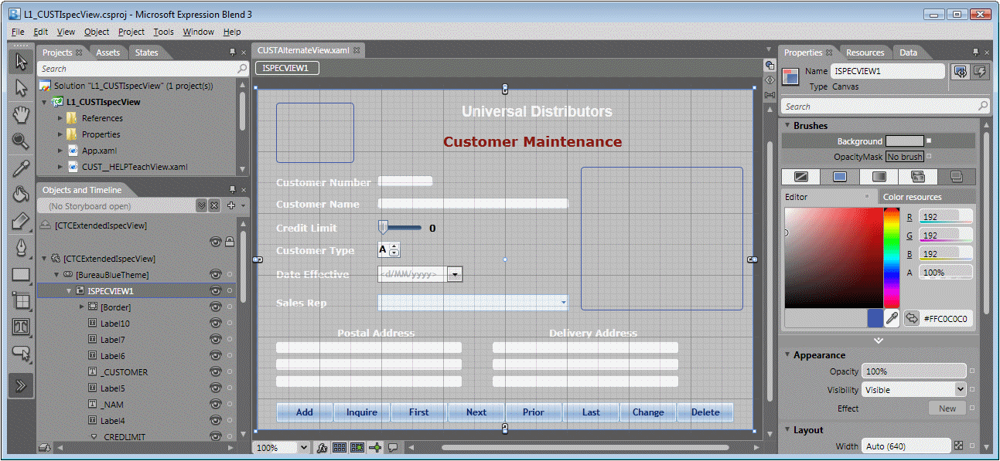 L1_CUSTIspecView.csproj - Microsoft Expression Blend 3
File Edit View Object Project Tools Window Help
Projects Assets States
Search
Solution "L1_CUSTIspecView" (1 project(s))
L1_CUSTIspecView
References
Properties
App.xaml
CUST__HELPTeachView.xaml
Objects and Timeline
(No Storyboard open)
[CTCExtendedIspecView]
[CTCExtendedIspecView]
[BureauBlueTheme]
ISPECVIEW1
[Border]
Label10
Label7
Label6
_CUSTOMER
Label5
_NAM
Label4
CREDLIMIT
CUSTAlternateView.xaml
ISPECVIEW1
Universal Distributors
Customer Maintenance
Customer Number
Customer Name
Credit Limit 0
Customer Type A
Date Effective <d/MM/yyyy>
Sales Rep
Postal Address Delivery Address
Add Inquire First Next Prior Last Change Delete
100%
Properties Resources Data
Name ISPECVIEW1
Type Canvas
Search
Brushes
Background
OpacityMask No brush
Editor Color resources
R 192
G 192
B 192
A 100%
#FFC0C0C0
Appearance
Opacity 100%
Visibility Visible
Effect New
Layout
Width Auto (640)